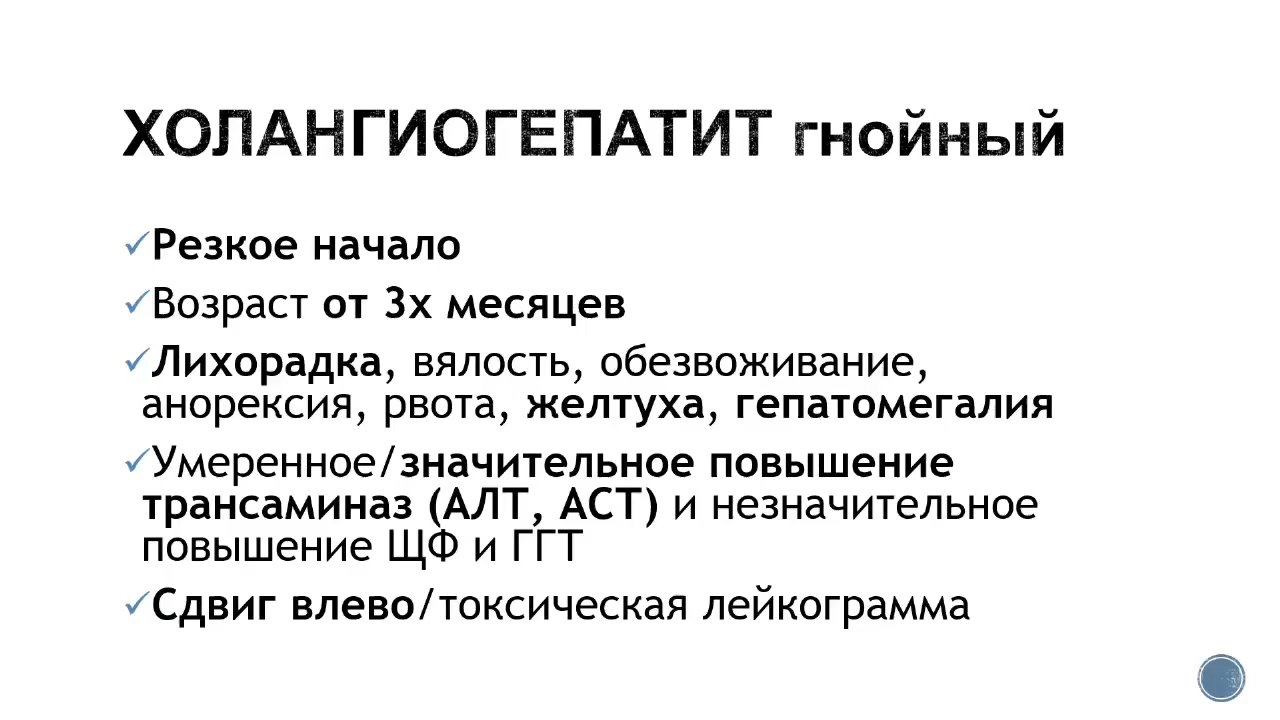 ХОЛАНГИОГЕПАТИТ гнойный
✓Резкое начало
✓Возраст от 3х месяцев
✓Лихорадка, вялость, обезвоживание,
анорексия, рвота, желтуха, гепатомегалия
✓Умеренное/значительное повышение
трансаминаз (АЛТ, АСТ) и незначительное
повышение ЩФ и ГГТ
✓Сдвиг влево/токсическая лейкограмма